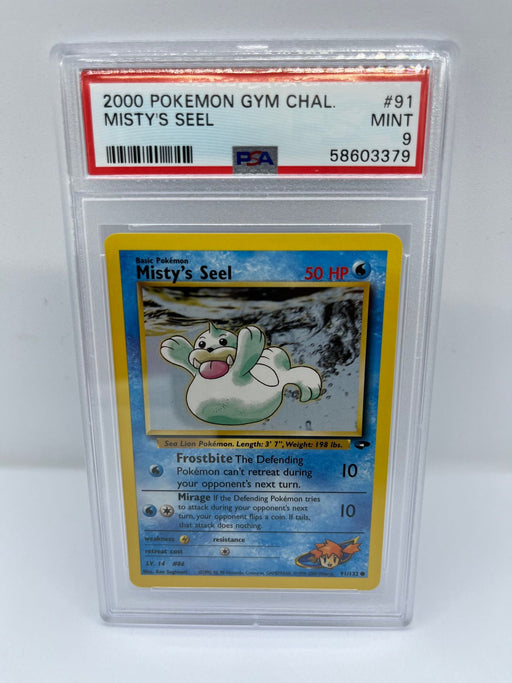 2000 POKEMON GYM CHAL. #91
MISTY'S SEEL MINT
9
PSA 58603379
Basic Pokémon
Misty's Seel 50 HP
Sea Lion Pokémon. Length: 3' 7", Weight: 198 lbs.
Frostbite The Defending
Pokémon can't retreat during 10
your opponent's next turn.
Mirage If the Defending Pokémon tries
to attack during your opponent's next 10
turn, your opponent flips a coin. If tails,
that attack does nothing.
weakness resistance
retreat cost
LV. 14 #86 91/132